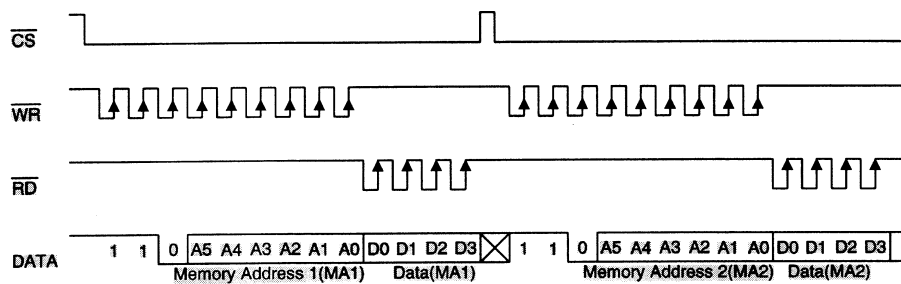 CS
WR
RD
DATA 1 1 0 A5 A4 A3 A2 A1 A0 D0 D1 D2 D3 1 1 0 A5 A4 A3 A2 A1 A0 D0 D1 D2 D3
Memory Address 1(MA1) Data(MA1) Memory Address 2(MA2) Data(MA2)